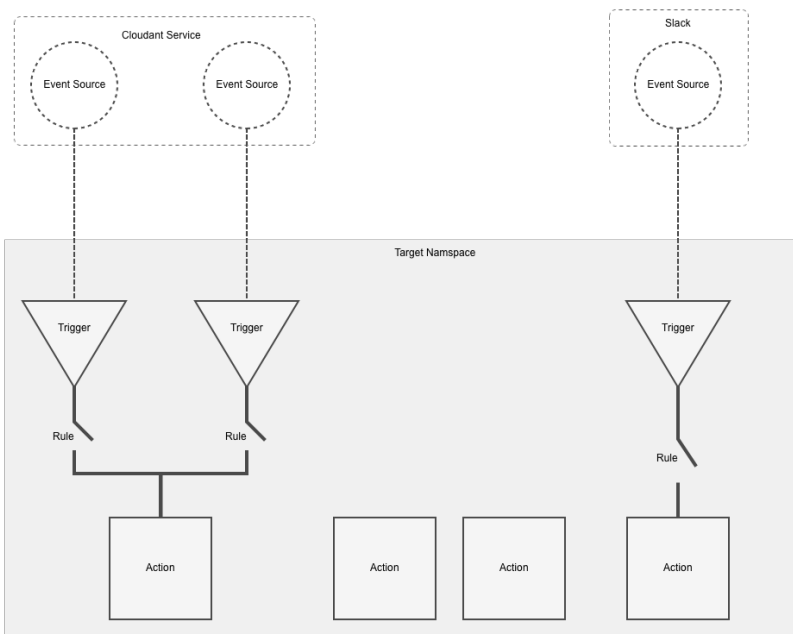 Cloudant Service
Slack
Event Source
Event Source
Event Source
Target Namspace
Trigger
Trigger
Trigger
Rule
Rule
Rule
Action
Action
Action
Action